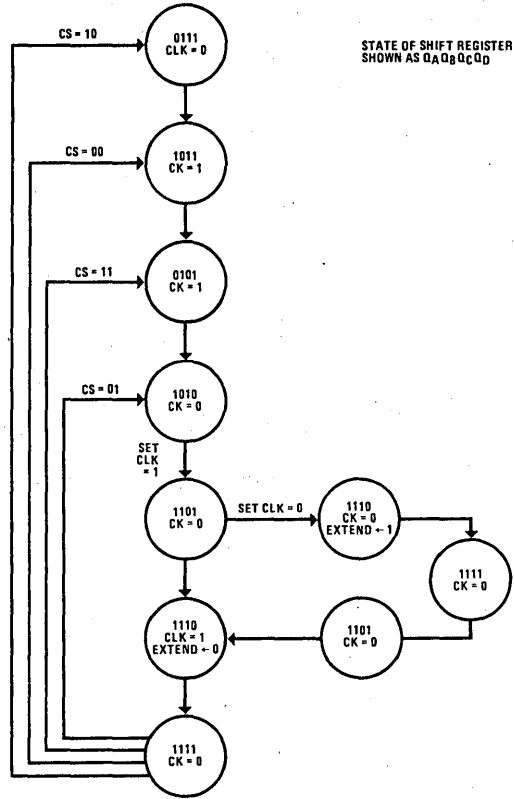 CS = 10
0111
CLK = 0
STATE OF SHIFT REGISTER
SHOWN AS QAQBQCQD
CS = 00
1011
CK = 1
CS = 11
0101
CK = 1
CS = 01
1010
CK = 0
SET
CLK
= 1
1101
CK = 0
SET CLK = 0
1110
CK = 0
EXTEND ← 1
1111
CK = 0
1110
CLK = 1
EXTEND ← 0
1101
CK = 0
1111
CK = 0